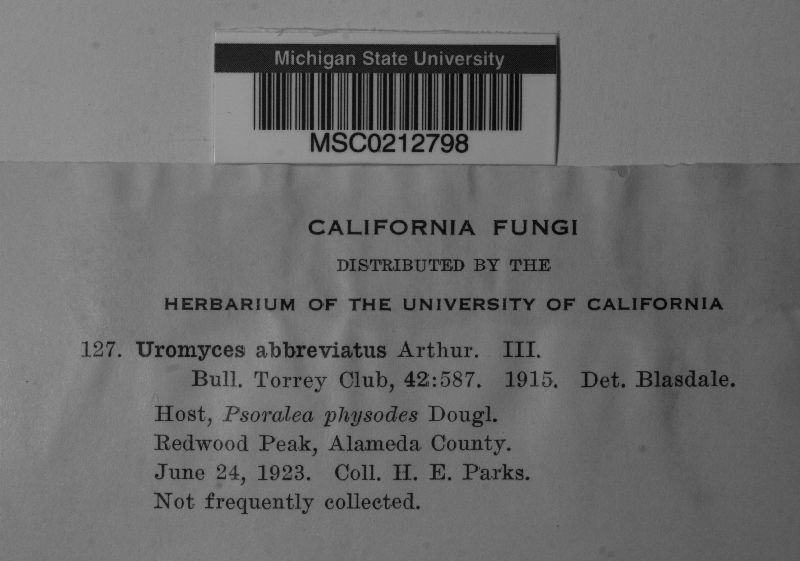 Michigan State University
MSC0212798
CALIFORNIA FUNGI
DISTRIBUTED BY THE
HERBARIUM OF THE UNIVERSITY OF CALIFORNIA
127. Uromyces abbreviatus Arthur. III.
Bull. Torrey Club, 42:587. 1915. Det. Blasdale.
Host, Psoralea physodes Dougl.
Redwood Peak, Alameda County.
June 24, 1923. Coll. H. E. Parks.
Not frequently collected.